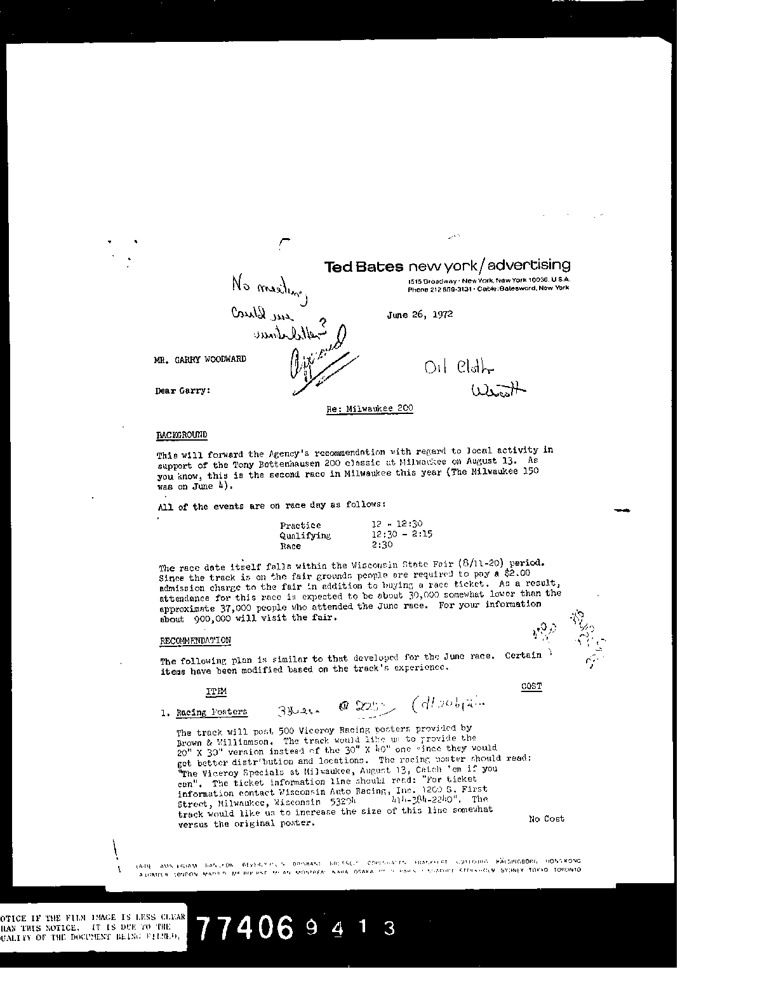 Ted Bates new york/advertising
1515 Broadway • New York, New York 10036, U.S.A.
Phone 212 869-3131 • Cable: Batesword, New York
No meeting
Could we
?
Approved
June 26, 1972
MR. GARRY WOODWARD
Oil Cloth
Dear Garry:
Re: Milwaukee 200
BACKGROUND
This will forward the Agency's recommendation with regard to local activity in
support of the Tony Bettenhausen 200 classic at Milwaukee on August 13. As
you know, this is the second race in Milwaukee this year (The Milwaukee 150
was on June 4).
All of the events are on race day as follows:
Practice 12 - 12:30
Qualifying 12:30 - 2:15
Race 2:30
The race date itself falls within the Wisconsin State Fair (8/11-20) period.
Since the track is on the fair grounds people are required to pay a $2.00
admission charge to the fair in addition to buying a race ticket. As a result,
attendance for this race is expected to be about 30,000 somewhat lower than the
approximate 37,000 people who attended the June race. For your information
about 900,000 will visit the fair.
RECOMMENDATION
The following plan is similar to that developed for the June race. Certain
items have been modified based on the track's experience.
ITEM COST
1. Racing Posters
The track will post 500 Viceroy Racing posters provided by
Brown & Williamson. The track would like us to provide the
20" X 30" version instead of the 30" X 40" one since they would
get better distribution and locations. The racing poster should read:
"The Viceroy Specials at Milwaukee, August 13, Catch 'em if you
can". The ticket information line should read: "For ticket
information contact Wisconsin Auto Racing, Inc. 1200 S. First
Street, Milwaukee, Wisconsin 53204 414-384-2240". The
track would like us to increase the size of this line somewhat
versus the original poster. No Cost
OTICE IF THE FILM IMAGE IS LESS CLEAR
HAN THIS NOTICE. IT IS DUE TO THE
UALITY OF THE DOCUMENT BEING FILMED.
77406 9413